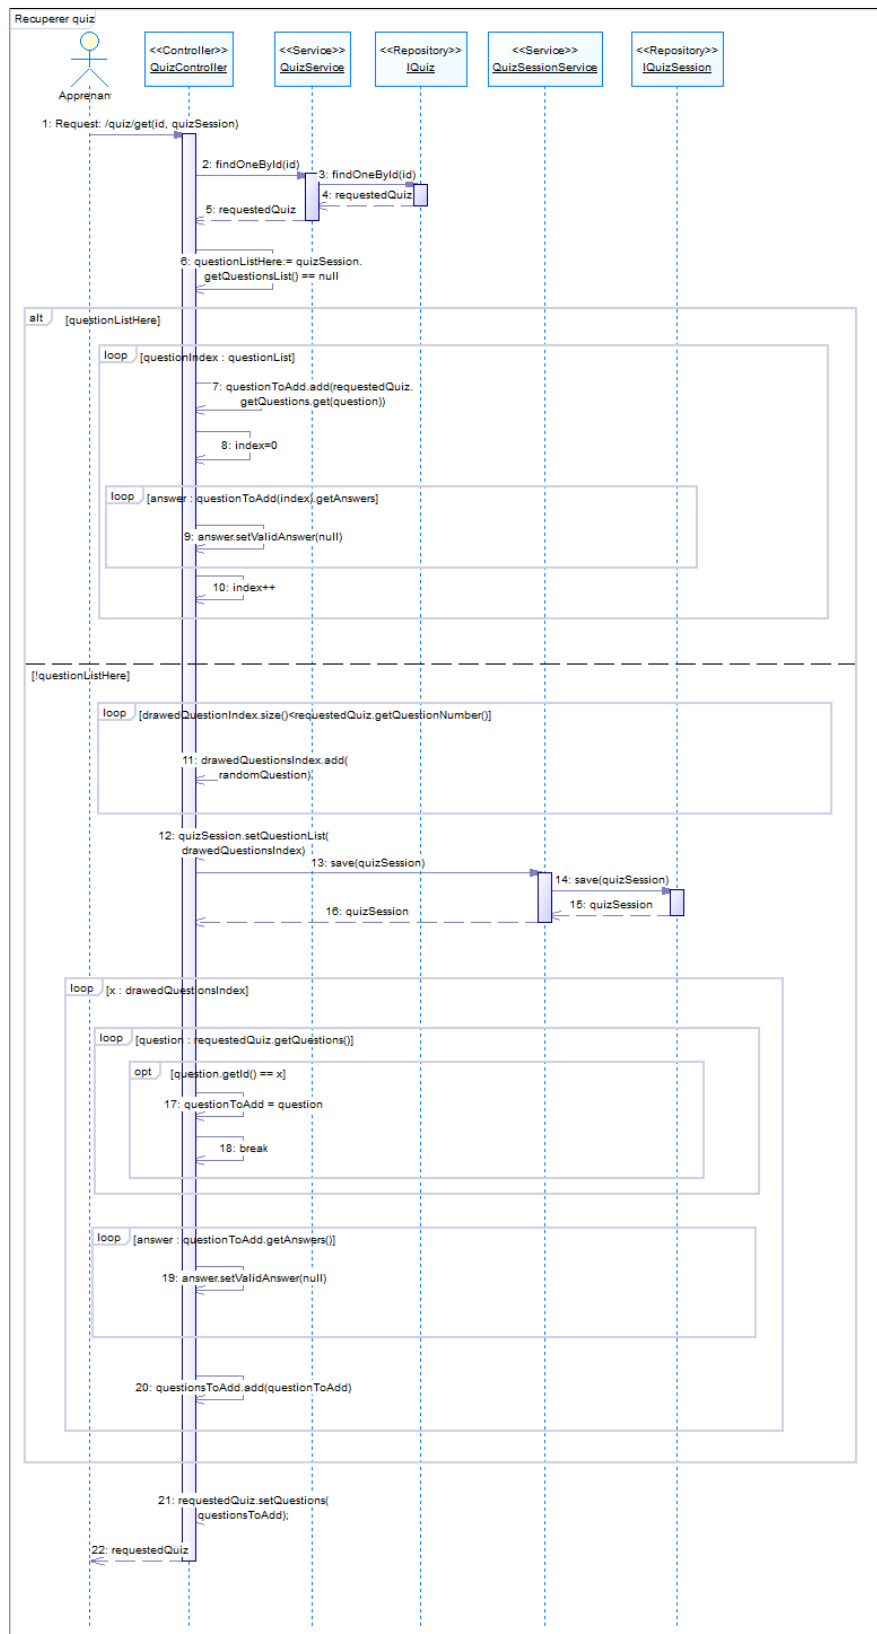 Recuperer quiz
<<Controller>>
QuizController
<<Service>>
QuizService
<<Repository>>
IQuiz
<<Service>>
QuizSessionService
<<Repository>>
IQuizSession
Apprenant
1: Request: /quiz/get(id, quizSession)
2: findOneById(id)
3: findOneById(id)
4: requestedQuiz
5: requestedQuiz
6: questionListHere:= quizSession.
getQuestionsList() == null
alt
[questionListHere]
loop
[questionIndex : questionList]
7: questionToAdd.add(requestedQuiz.
getQuestions.get(question))
8: index=0
loop
[answer : questionToAdd(index).getAnswers]
9: answer.setValidAnswer(null)
10: index++
[!questionListHere]
loop
[drawedQuestionIndex.size()<requestedQuiz.getQuestionNumber()]
11: drawedQuestionsIndex.add(
randomQuestion)
12: quizSession.setQuestionList(
drawedQuestionsIndex)
13: save(quizSession)
14: save(quizSession)
15: quizSession
16: quizSession
loop
[x : drawedQuestionsIndex]
loop
[question : requestedQuiz.getQuestions()]
opt
[question.getId() == x]
17: questionToAdd = question
18: break
loop
[answer : questionToAdd.getAnswers()]
19: answer.setValidAnswer(null)
20: questionsToAdd.add(questionToAdd)
21: requestedQuiz.setQuestions(
questionsToAdd);
22: requestedQuiz